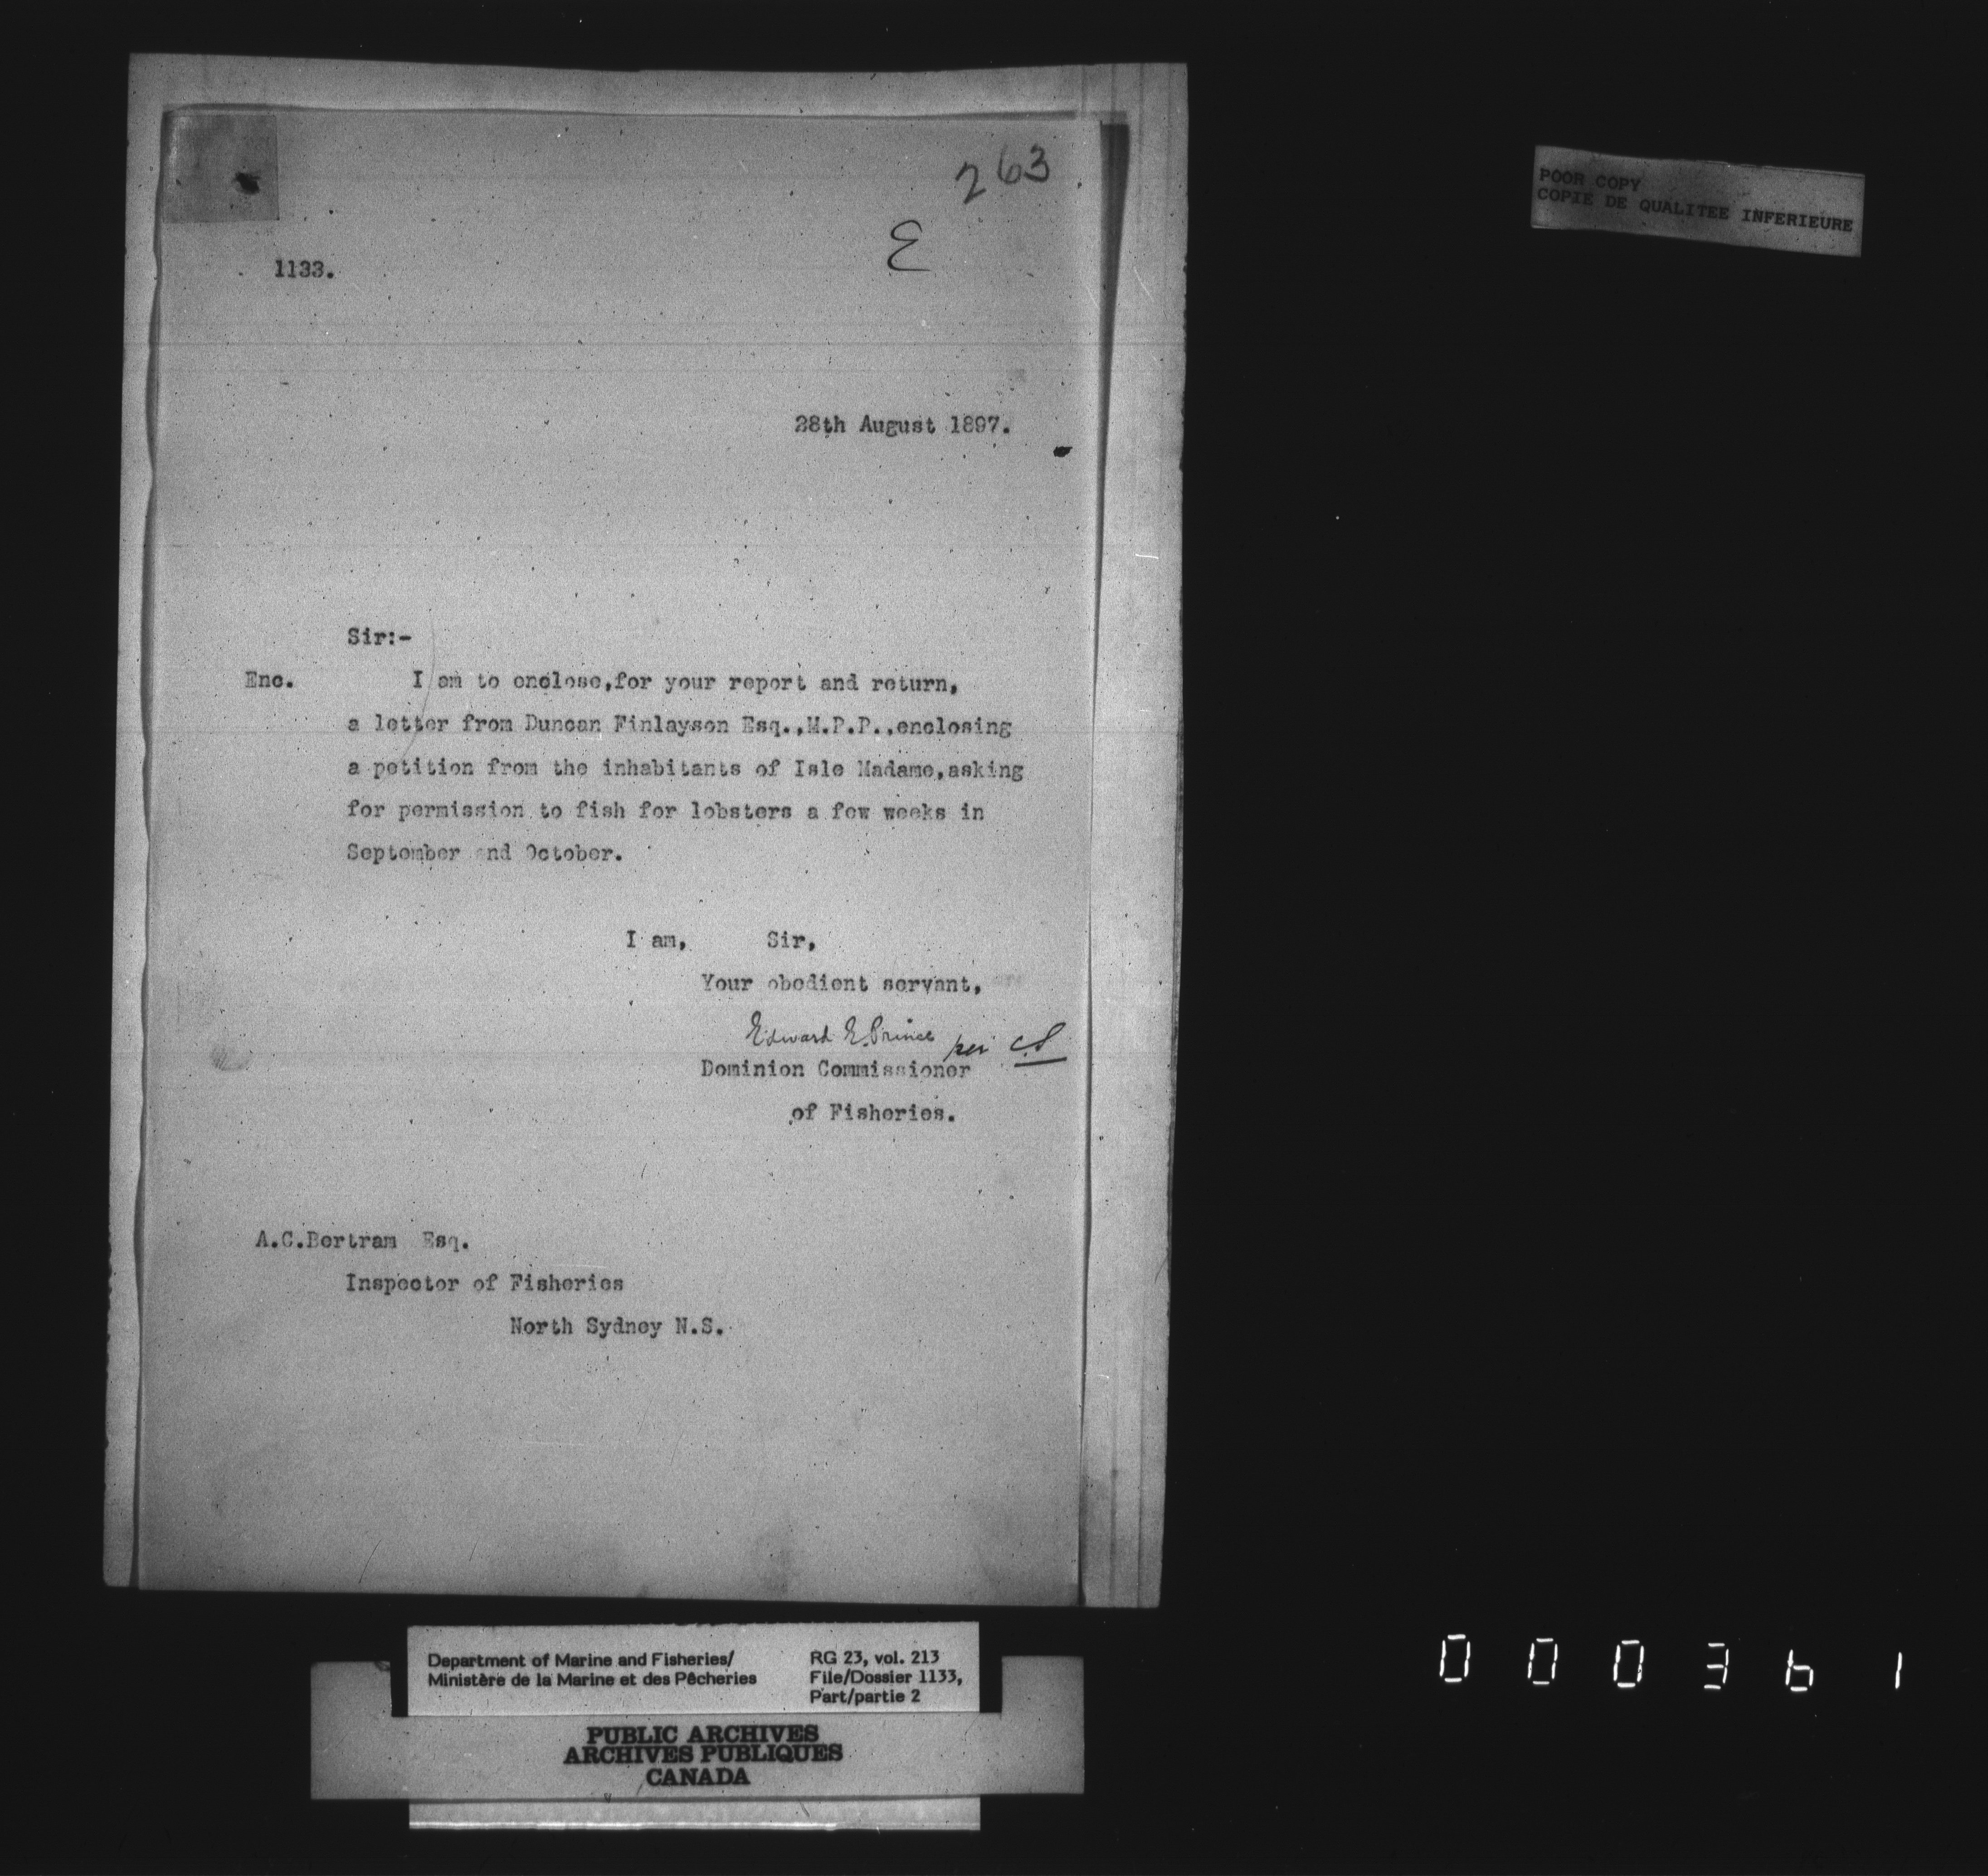 263
E
1133.
28th August 1897.
Sir:-
Enc. I am to enclose,for your report and return,
a letter from Duncan Finlayson Esq.,M.P.P.,enclosing
a petition from the inhabitants of Isle Madame,asking
for permission to fish for lobsters a few weeks in
September and October.
I am, Sir,
Your obedient servant,
Edward E. Prince per
Dominion Commissioner
of Fisheries.
A.C.Bertram Esq.
Inspector of Fisheries
North Sydney N.S.
POOR COPY
COPIE DE QUALITEE INFERIEURE
Department of Marine and Fisheries/
Ministère de la Marine et des Pêcheries
RG 23, vol. 213
File/Dossier 1133,
Part/partie 2
PUBLIC ARCHIVES
ARCHIVES PUBLIQUES
CANADA
000361